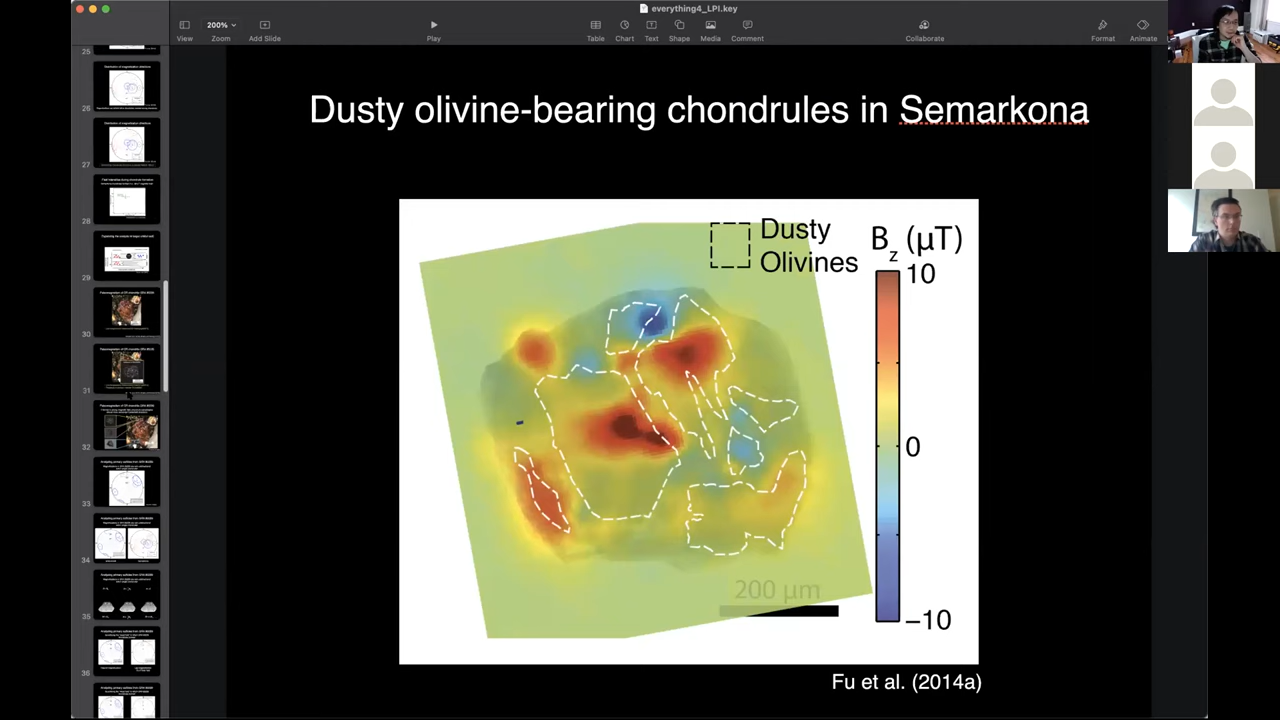 everything4_LPI.key
200%
View
Zoom
Add Slide
Play
Table
Chart
Text
Shape
Media
Comment
Collaborate
Format
Animate
25
26
27
28
29
30
31
32
33
34
35
36
Dusty olivine-bearing chondrules in Semarkona
Dusty
Olivines
Bz (μT)
10
0
−10
200 μm
Fu et al. (2014a)